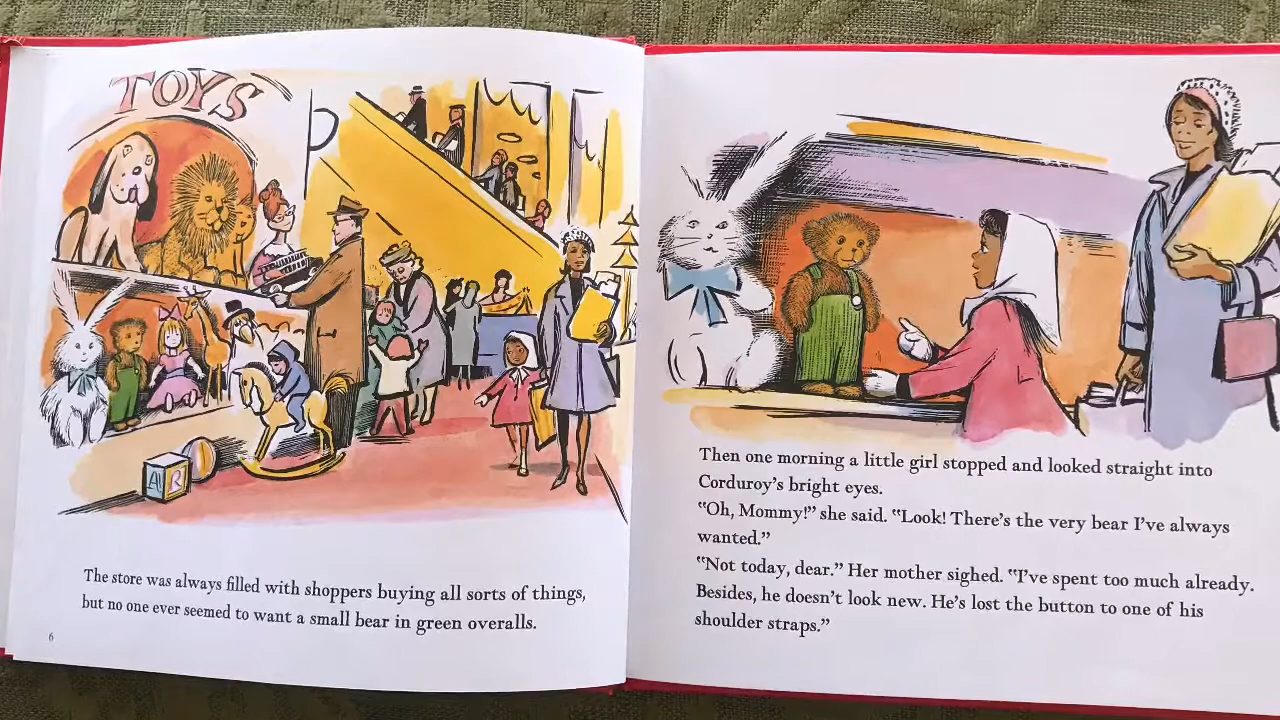 TOYS
A
The store was always filled with shoppers buying all sorts of things,
but no one ever seemed to want a small bear in green overalls.
6
Then one morning a little girl stopped and looked straight into
Corduroy's bright eyes.
"Oh, Mommy!" she said. "Look! There's the very bear I've always
wanted."
"Not today, dear." Her mother sighed. "I've spent too much already.
Besides, he doesn't look new. He's lost the button to one of his
shoulder straps."